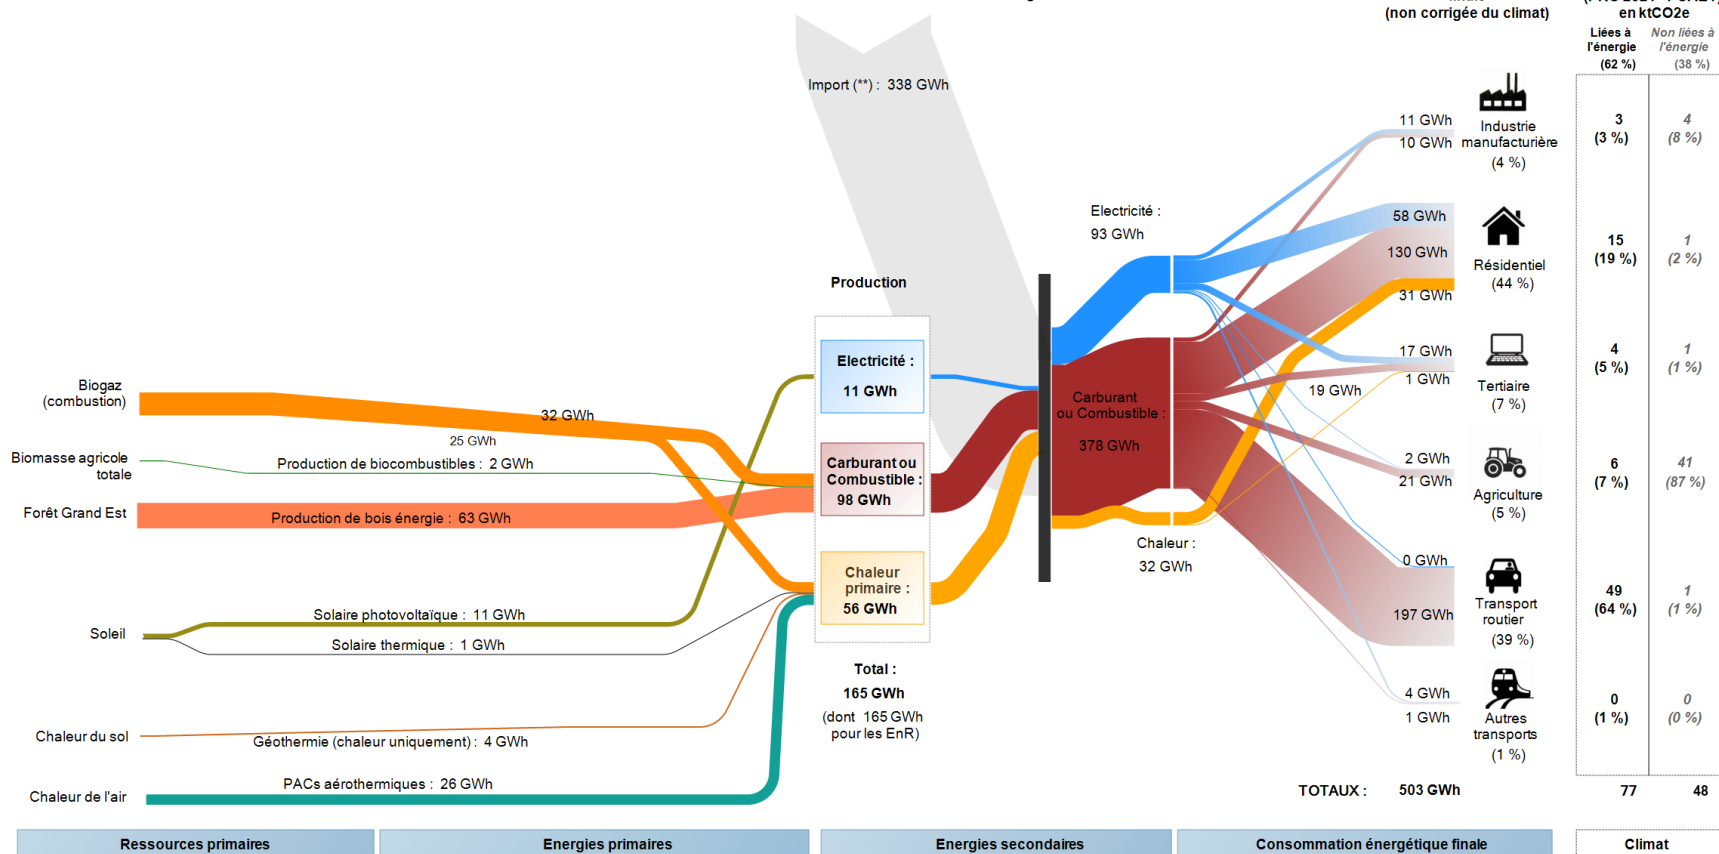 (non corrigée du climat)
en ktCO2e
Liées à
l'énergie
(62 %)
Non liées à
l'énergie
(38 %)
Import (**) : 338 GWh
11 GWh
10 GWh
Industrie
manufacturière
(4 %)
3
(3 %)
4
(8 %)
Electricité :
93 GWh
58 GWh
130 GWh
31 GWh
Résidentiel
(44 %)
15
(19 %)
1
(2 %)
Production
Electricité :
11 GWh
17 GWh
1 GWh
19 GWh
Tertiaire
(7 %)
4
(5 %)
1
(1 %)
Biogaz
(combustion)
32 GWh
25 GWh
Carburant
ou Combustible :
378 GWh
Biomasse agricole
totale
Production de biocombustibles : 2 GWh
Carburant ou
Combustible :
98 GWh
2 GWh
21 GWh
Agriculture
(5 %)
6
(7 %)
41
(87 %)
Forêt Grand Est
Production de bois énergie : 63 GWh
Chaleur :
32 GWh
Chaleur
primaire :
56 GWh
0 GWh
197 GWh
Transport
routier
(39 %)
49
(64 %)
1
(1 %)
Soleil
Solaire photovoltaïque : 11 GWh
Solaire thermique : 1 GWh
Total :
165 GWh
(dont 165 GWh
pour les EnR)
4 GWh
1 GWh
Autres
transports
(1 %)
0
(1 %)
0
(0 %)
Chaleur du sol
Géothermie (chaleur uniquement) : 4 GWh
Chaleur de l'air
PACs aérothermiques : 26 GWh
TOTAUX : 503 GWh
77
48
Ressources primaires
Energies primaires
Energies secondaires
Consommation énergétique finale
Climat